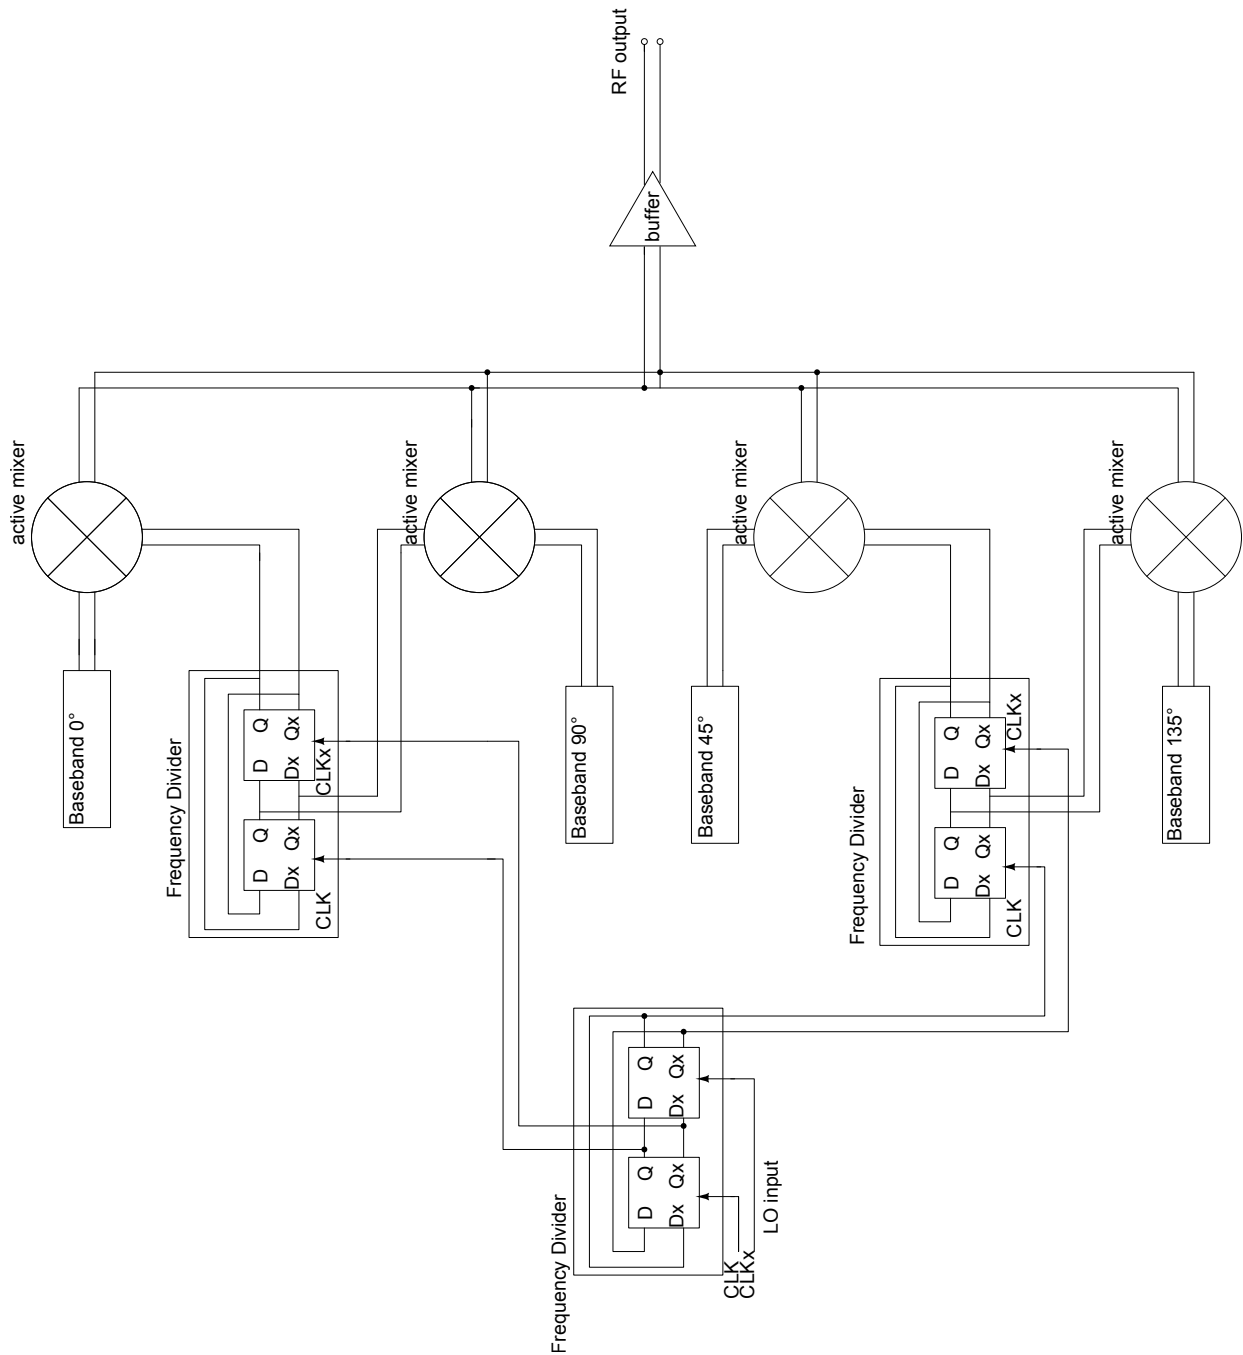 RF output
buffer
active mixer
active mixer
active mixer
active mixer
Baseband 0°
Frequency Divider
D Q
Dx Qx
CLK
D Q
Dx Qx
CLKx
Baseband 90°
Baseband 45°
Frequency Divider
D Q
Dx Qx
CLK
D Q
Dx Qx
CLKx
Baseband 135°
Frequency Divider
D Q
Dx Qx
D Q
Dx Qx
CLK
CLKx
LO input